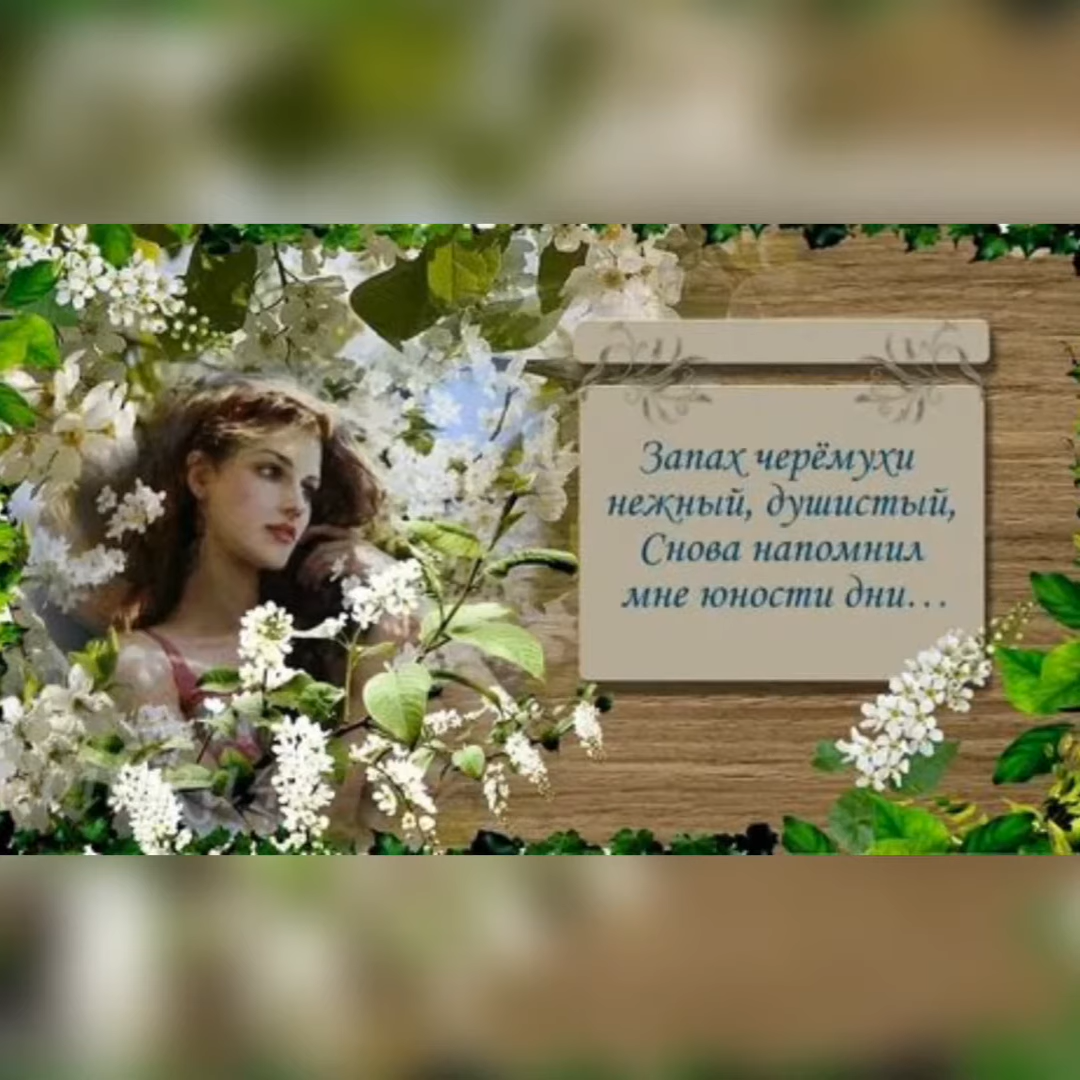 Запах черёмухи
нежный, душистый,
Снова напомнил
мне юности дни...